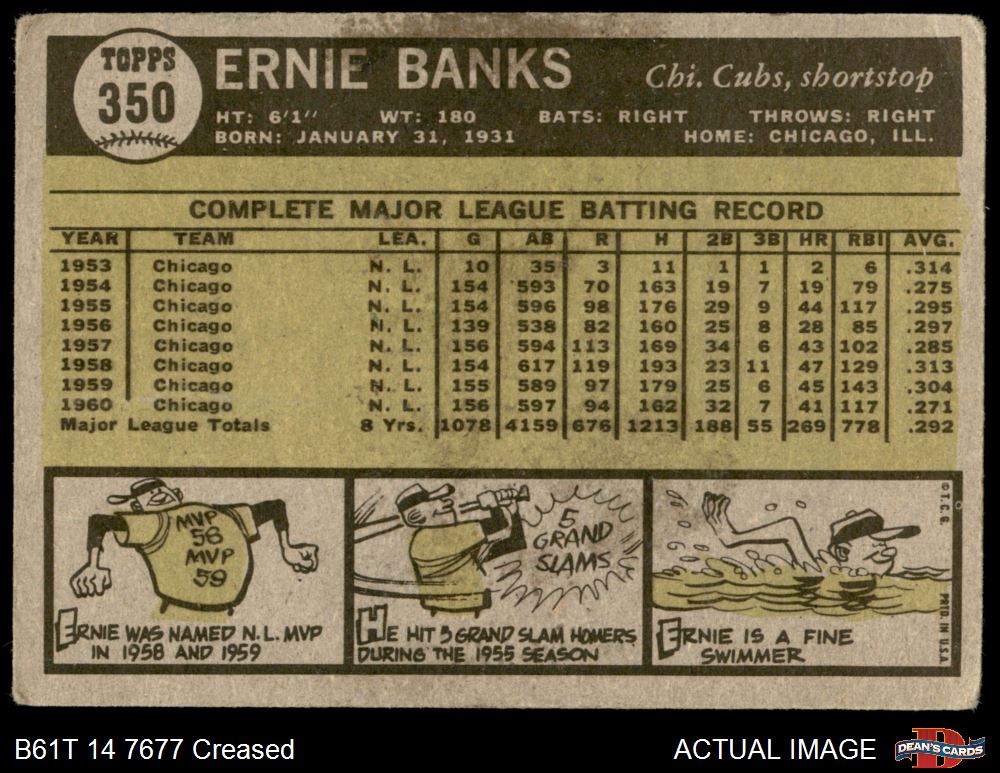 TOPPS
350
ERNIE BANKS
Chi. Cubs, shortstop
HT: 6'1" WT: 180 BATS: RIGHT THROWS: RIGHT
BORN: JANUARY 31, 1931 HOME: CHICAGO, ILL.
COMPLETE MAJOR LEAGUE BATTING RECORD
YEAR TEAM LEA. G AB R H 2B 3B HR RBI AVG.
1953 Chicago N. L. 10 35 3 11 1 1 2 6 .314
1954 Chicago N. L. 154 593 70 163 19 7 19 79 .275
1955 Chicago N. L. 154 596 98 176 29 9 44 117 .295
1956 Chicago N. L. 139 538 82 160 25 8 28 85 .297
1957 Chicago N. L. 156 594 113 169 34 6 43 102 .285
1958 Chicago N. L. 154 617 119 193 23 11 47 129 .313
1959 Chicago N. L. 155 589 97 179 25 6 45 143 .304
1960 Chicago N. L. 156 597 94 162 32 7 41 117 .271
Major League Totals 8 Yrs. 1078 4159 676 1213 188 55 269 778 .292
MVP
58
MVP
59
ERNIE WAS NAMED N.L. MVP
IN 1958 AND 1959
5
GRAND
SLAMS
HE HIT 5 GRAND SLAM HOMERS
DURING THE 1955 SEASON
ERNIE IS A FINE
SWIMMER
© T.C.G.
PRTD. IN U.S.A.
B61T 14 7677 Creased
ACTUAL IMAGE
D
DEAN'S CARDS